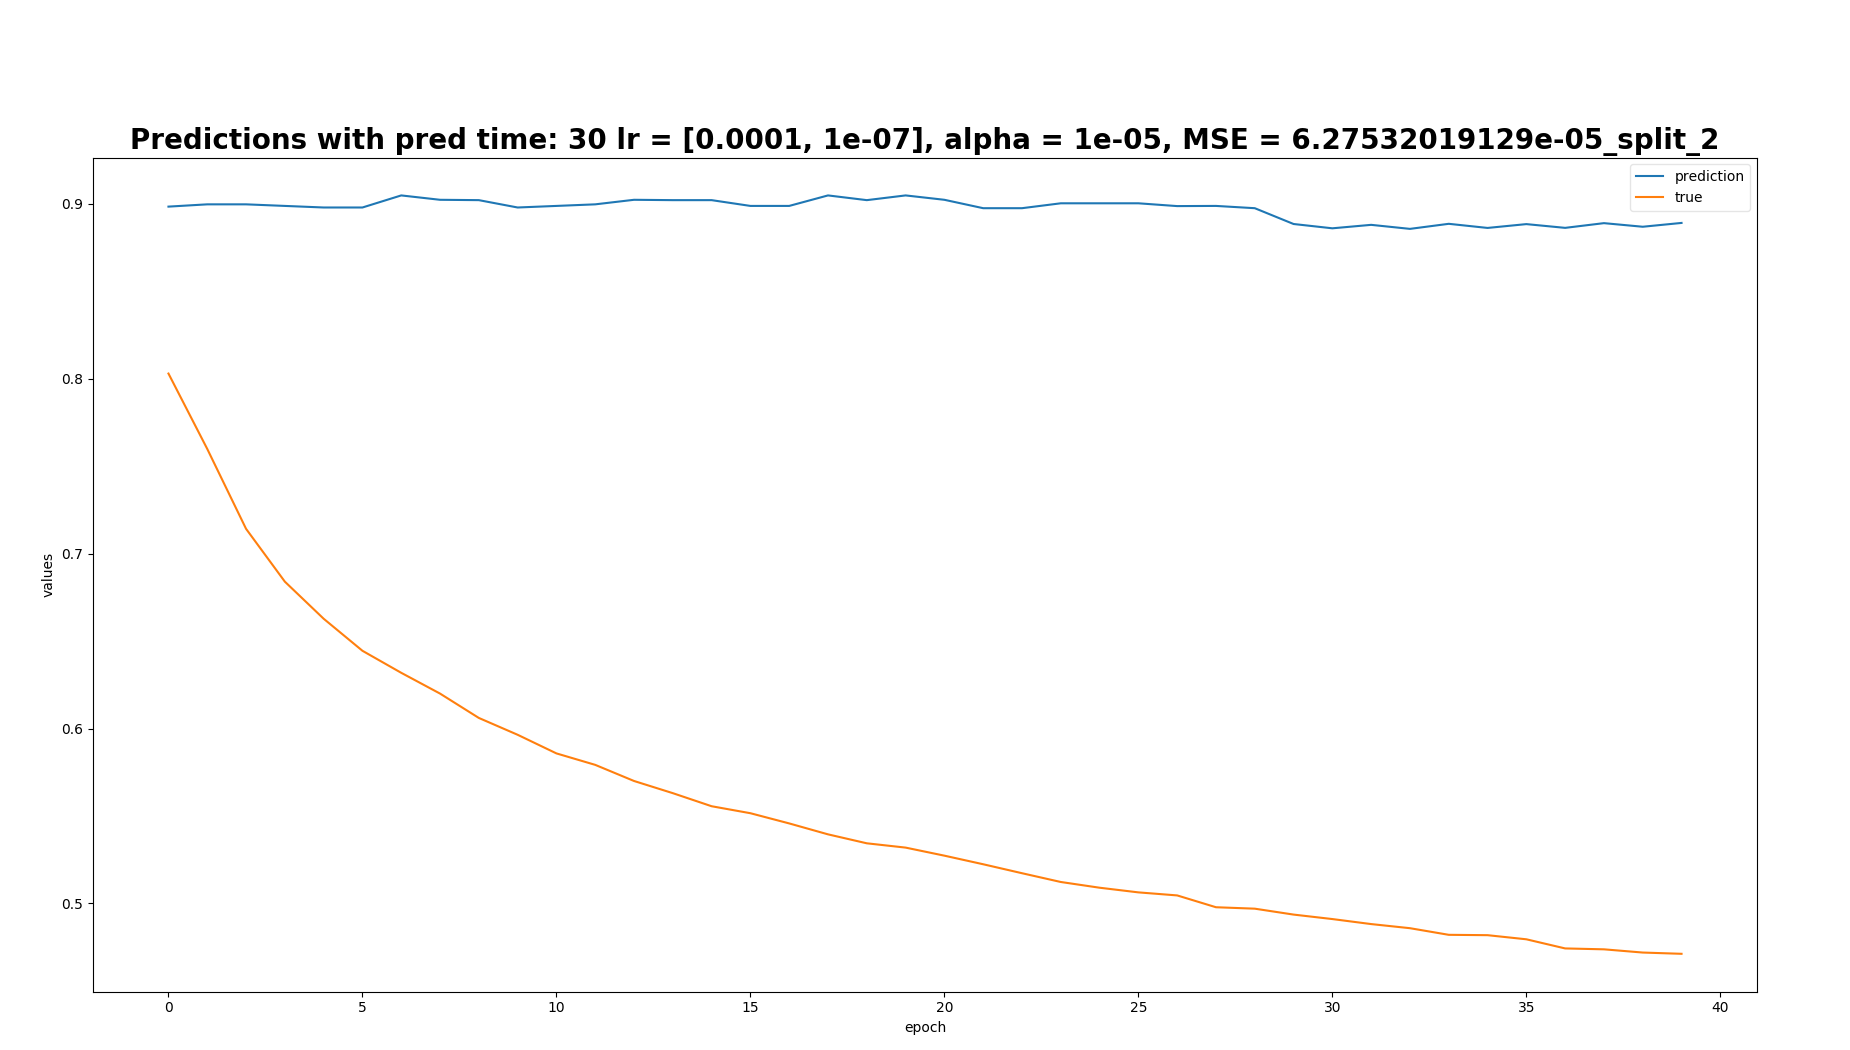 Predictions with pred time: 30 lr = [0.0001, 1e-07], alpha = 1e-05, MSE = 6.27532019129e-05_split_2
prediction
true
0.9
0.8
0.7
0.6
0.5
values
0 5 10 15 20 25 30 35 40
epoch